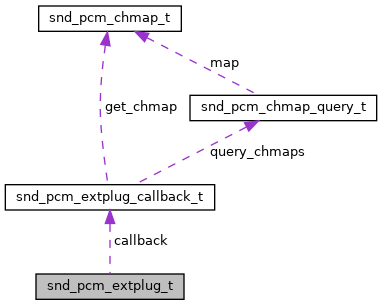 snd_pcm_chmap_t
map
get_chmap
snd_pcm_chmap_query_t
query_chmaps
snd_pcm_extplug_callback_t
callback
snd_pcm_extplug_t